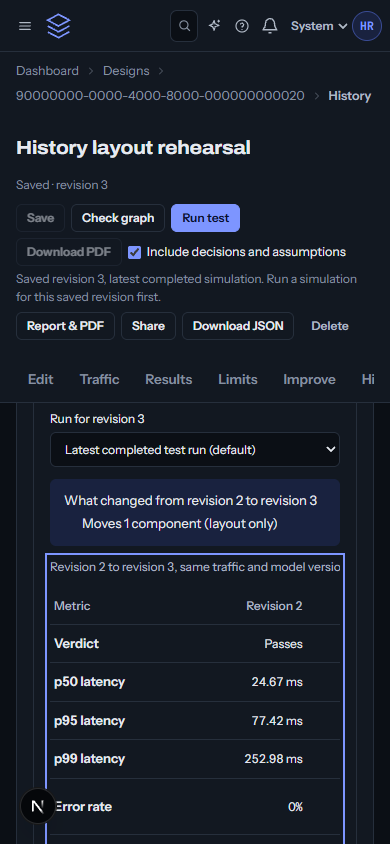 System
HR
Dashboard > Designs >
90000000-0000-4000-8000-000000000020 > History
History layout rehearsal
Saved · revision 3
Save
Check graph
Run test
Download PDF
Include decisions and assumptions
Saved revision 3, latest completed simulation. Run a simulation
for this saved revision first.
Report & PDF
Share
Download JSON
Delete
Edit
Traffic
Results
Limits
Improve
Hi
Run for revision 3
Latest completed test run (default)
What changed from revision 2 to revision 3
Moves 1 component (layout only)
Revision 2 to revision 3, same traffic and model versio
Metric Revision 2
Verdict Passes
p50 latency 24.67 ms
p95 latency 77.42 ms
p99 latency 252.98 ms
N
Error rate 0%